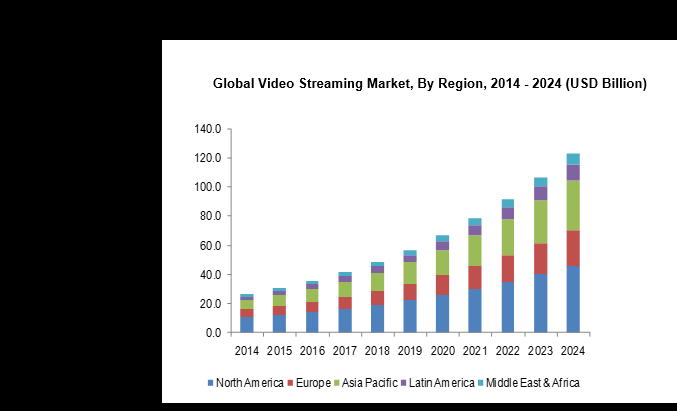 Global Video Streaming Market, By Region, 2014 - 2024 (USD Billion)
140.0
120.0
100.0
80.0
60.0
40.0
20.0
0.0
2014 2015 2016 2017 2018 2019 2020 2021 2022 2023 2024
North America Europe Asia Pacific Latin America Middle East & Africa